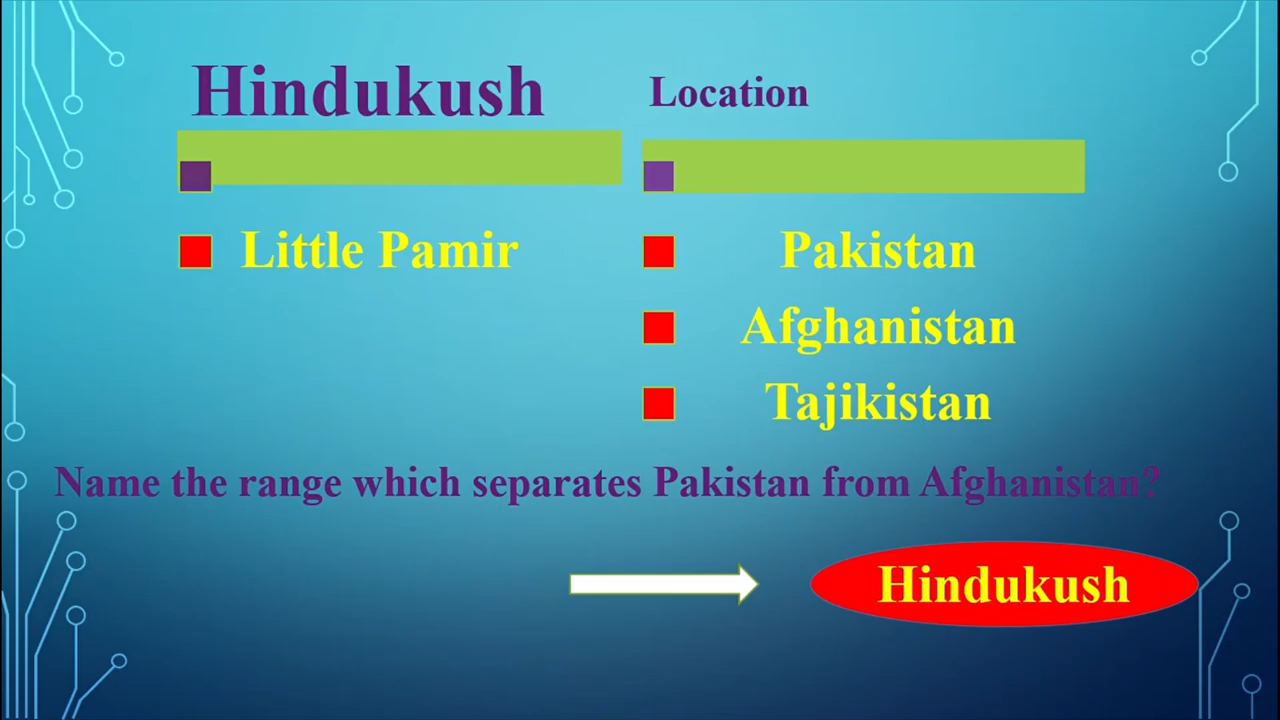 Hindukush
Location
Little Pamir
Pakistan
Afghanistan
Tajikistan
Name the range which separates Pakistan from Afghanistan?
Hindukush